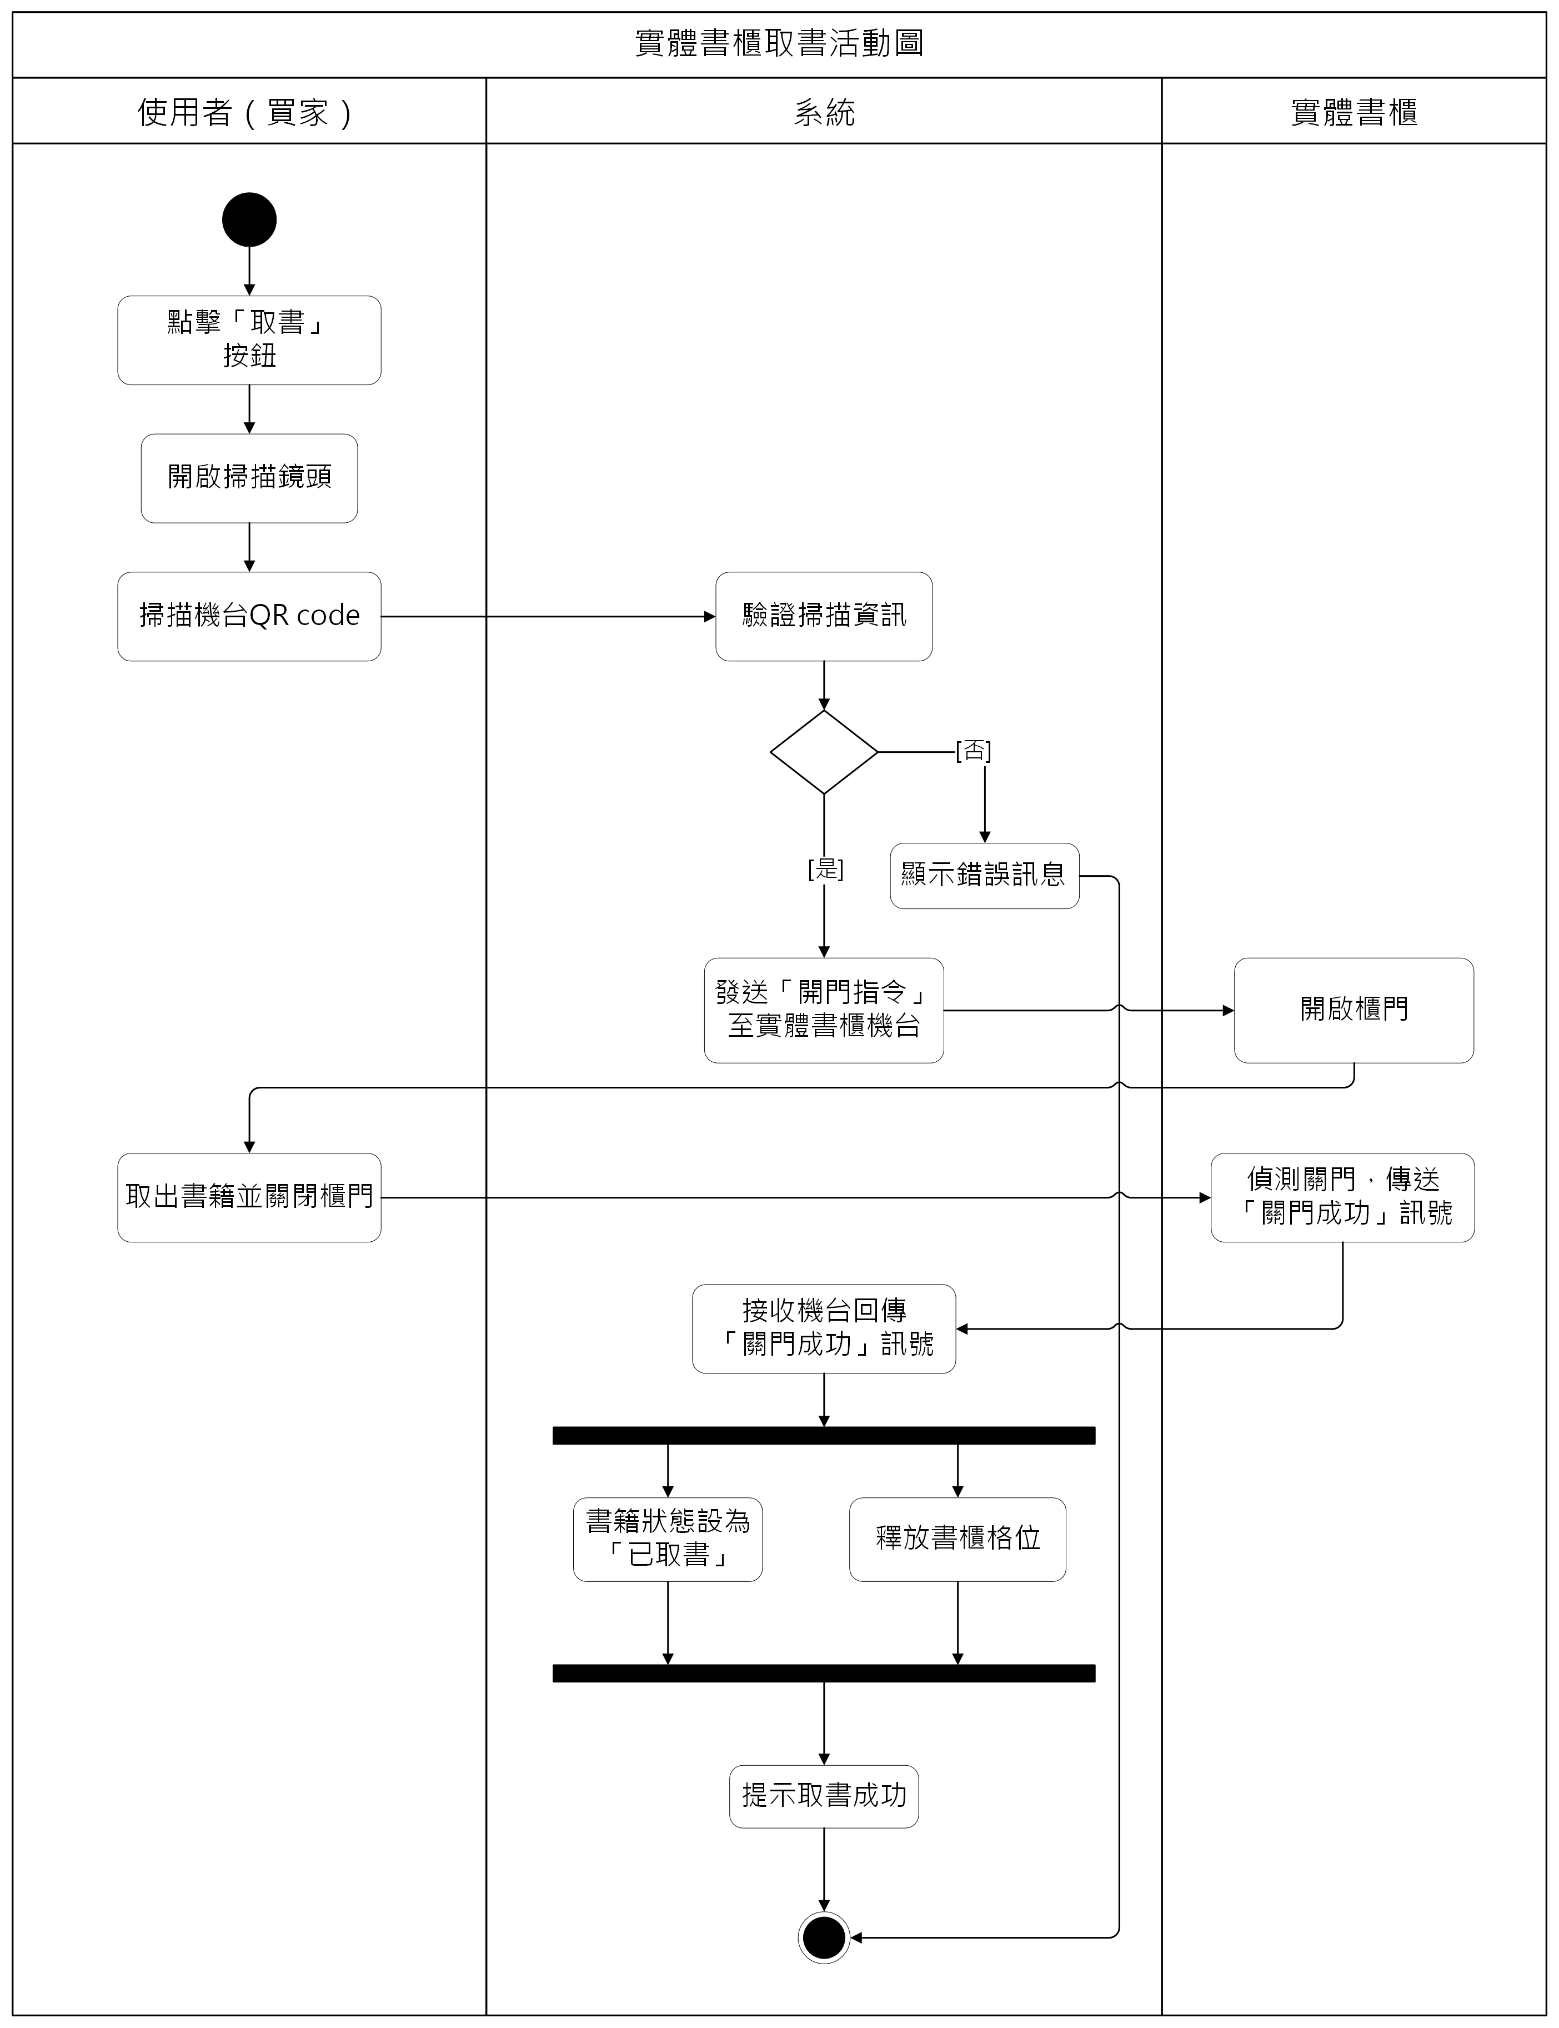 實體書櫃取書活動圖
使用者（買家）
系統
實體書櫃
點擊「取書」
按鈕
開啟掃描鏡頭
掃描機台QR code
驗證掃描資訊
[否]
[是]
顯示錯誤訊息
發送「開門指令」
至實體書櫃機台
開啟櫃門
取出書籍並關閉櫃門
偵測關門，傳送
「關門成功」訊號
接收機台回傳
「關門成功」訊號
書籍狀態設為
「已取書」
釋放書櫃格位
提示取書成功